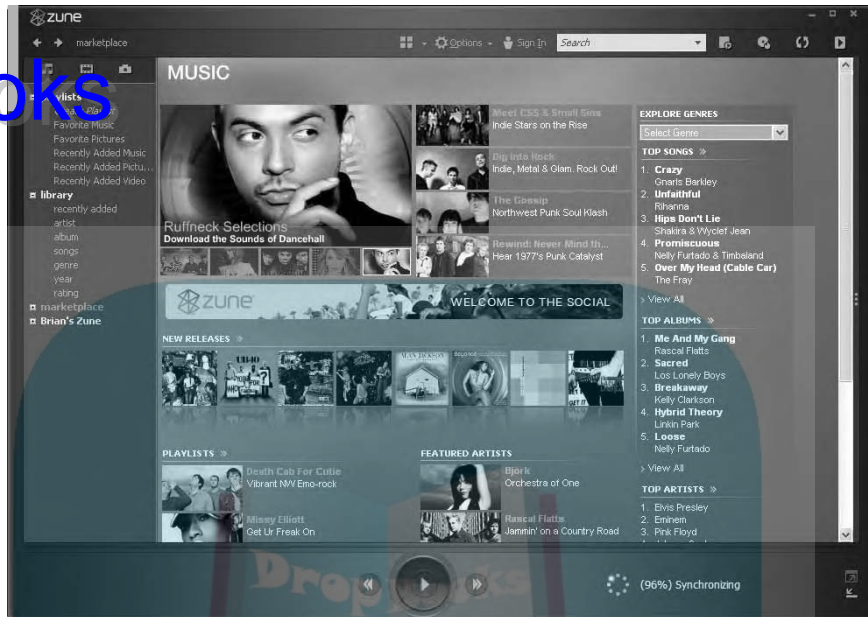 zune
marketplace
Options
Sign In
Search
oks
MUSIC
Playlists
Favorite Music
Favorite Pictures
Recently Added Music
Recently Added Pictu...
Recently Added Video
library
recently added
artist
album
songs
genre
year
rating
marketplace
Brian's Zune
Ruffneck Selections
Download the Sounds of Dancehall
Meet CSS & Small Sins
Indie Stars on the Rise
Dig Into Rock
Indie, Metal & Glam. Rock Out!
The Gossip
Northwest Punk Soul Klash
Rewind: Never Mind th...
Hear 1977's Punk Catalyst
zune
WELCOME TO THE SOCIAL
NEW RELEASES »
ALAN JACKSON
PLAYLISTS »
Death Cab For Cutie
Vibrant NW Emo-rock
Missy Elliott
Get Ur Freak On
FEATURED ARTISTS
Björk
Orchestra of One
Rascal Flatts
Jammin' on a Country Road
EXPLORE GENRES
Select Genre
TOP SONGS »
1. Crazy
Gnarls Barkley
2. Unfaithful
Rihanna
3. Hips Don't Lie
Shakira & Wyclef Jean
4. Promiscuous
Nelly Furtado & Timbaland
5. Over My Head (Cable Car)
The Fray
› View All
TOP ALBUMS »
1. Me And My Gang
Rascal Flatts
2. Sacred
Los Lonely Boys
3. Breakaway
Kelly Clarkson
4. Hybrid Theory
Linkin Park
5. Loose
Nelly Furtado
› View All
TOP ARTISTS »
1. Elvis Presley
2. Eminem
3. Pink Floyd
(96%) Synchronizing